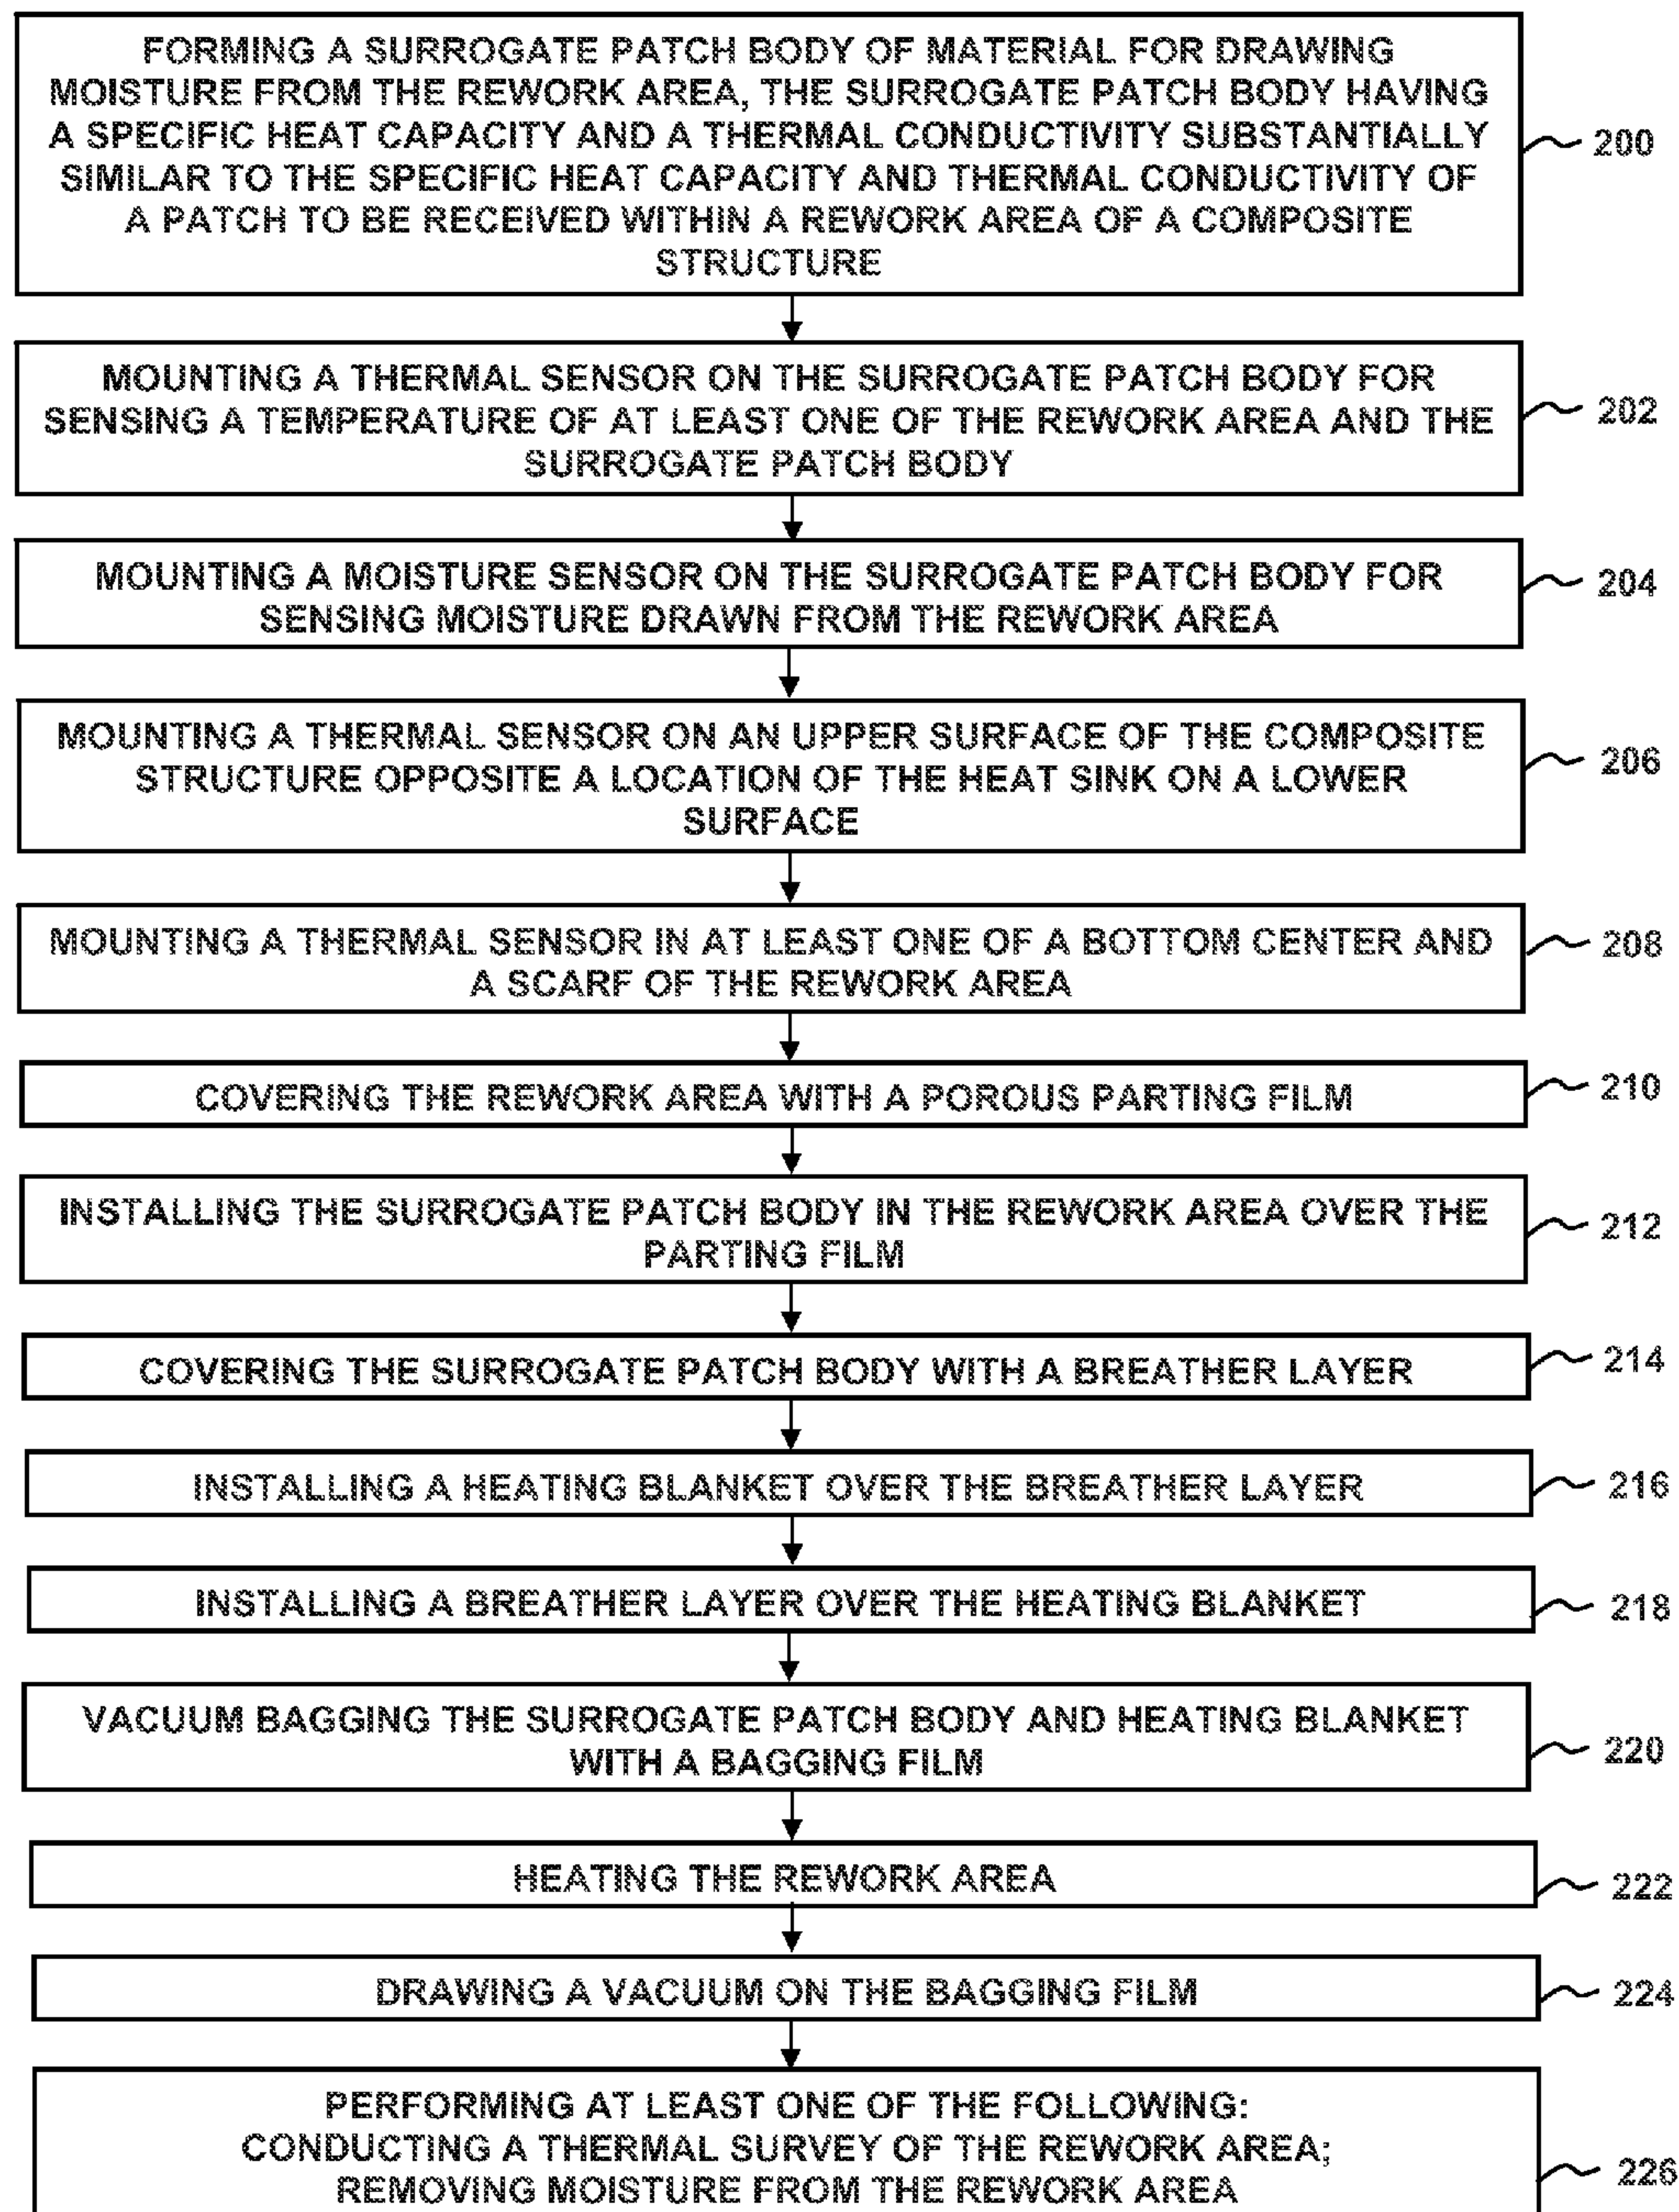 FORMING A SURROGATE PATCH BODY OF MATERIAL FOR DRAWING
MOISTURE FROM THE REWORK AREA, THE SURROGATE PATCH BODY HAVING
A SPECIFIC HEAT CAPACITY AND A THERMAL CONDUCTIVITY SUBSTANTIALLY
SIMILAR TO THE SPECIFIC HEAT CAPACITY AND THERMAL CONDUCTIVITY OF
A PATCH TO BE RECEIVED WITHIN A REWORK AREA OF A COMPOSITE
STRUCTURE
200
MOUNTING A THERMAL SENSOR ON THE SURROGATE PATCH BODY FOR
SENSING A TEMPERATURE OF AT LEAST ONE OF THE REWORK AREA AND THE
SURROGATE PATCH BODY
202
MOUNTING A MOISTURE SENSOR ON THE SURROGATE PATCH BODY FOR
SENSING MOISTURE DRAWN FROM THE REWORK AREA
204
MOUNTING A THERMAL SENSOR ON AN UPPER SURFACE OF THE COMPOSITE
STRUCTURE OPPOSITE A LOCATION OF THE HEAT SINK ON A LOWER
SURFACE
206
MOUNTING A THERMAL SENSOR IN AT LEAST ONE OF A BOTTOM CENTER AND
A SCARF OF THE REWORK AREA
208
COVERING THE REWORK AREA WITH A POROUS PARTING FILM
210
INSTALLING THE SURROGATE PATCH BODY IN THE REWORK AREA OVER THE
PARTING FILM
212
COVERING THE SURROGATE PATCH BODY WITH A BREATHER LAYER
214
INSTALLING A HEATING BLANKET OVER THE BREATHER LAYER
216
INSTALLING A BREATHER LAYER OVER THE HEATING BLANKET
218
VACUUM BAGGING THE SURROGATE PATCH BODY AND HEATING BLANKET
WITH A BAGGING FILM
220
HEATING THE REWORK AREA
222
DRAWING A VACUUM ON THE BAGGING FILM
224
PERFORMING AT LEAST ONE OF THE FOLLOWING:
CONDUCTING A THERMAL SURVEY OF THE REWORK AREA;
REMOVING MOISTURE FROM THE REWORK AREA
226